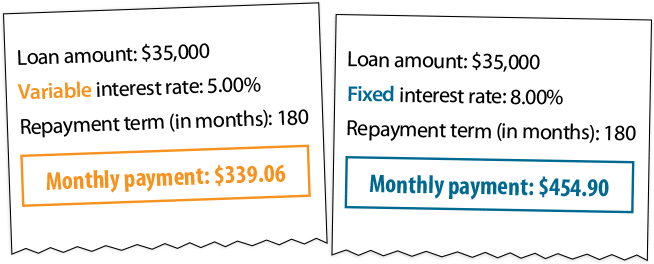 Loan amount: $35,000
Variable interest rate: 5.00%
Repayment term (in months): 180
Monthly payment: $339.06
Loan amount: $35,000
Fixed interest rate: 8.00%
Repayment term (in months): 180
Monthly payment: $454.90